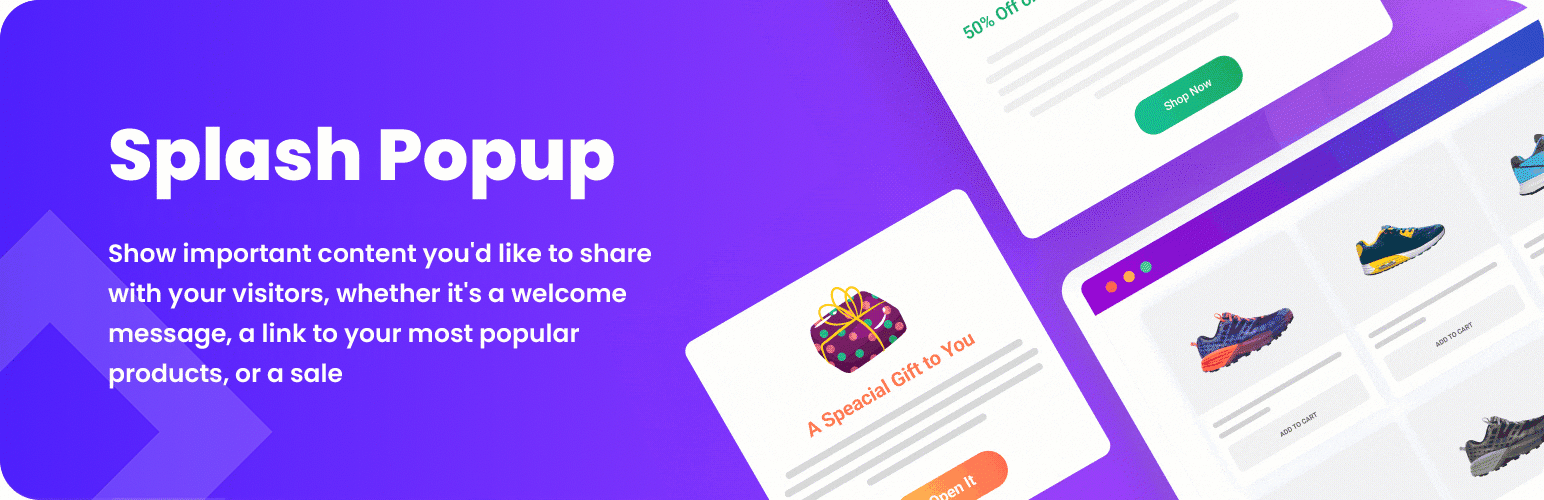 Splash Popup
Show important content you'd like to share
with your visitors, whether it's a welcome
message, a link to your most popular
products, or a sale
50% Off
Shop Now
A Speacial Gift to You
Open It
ADD TO CART
ADD TO CART